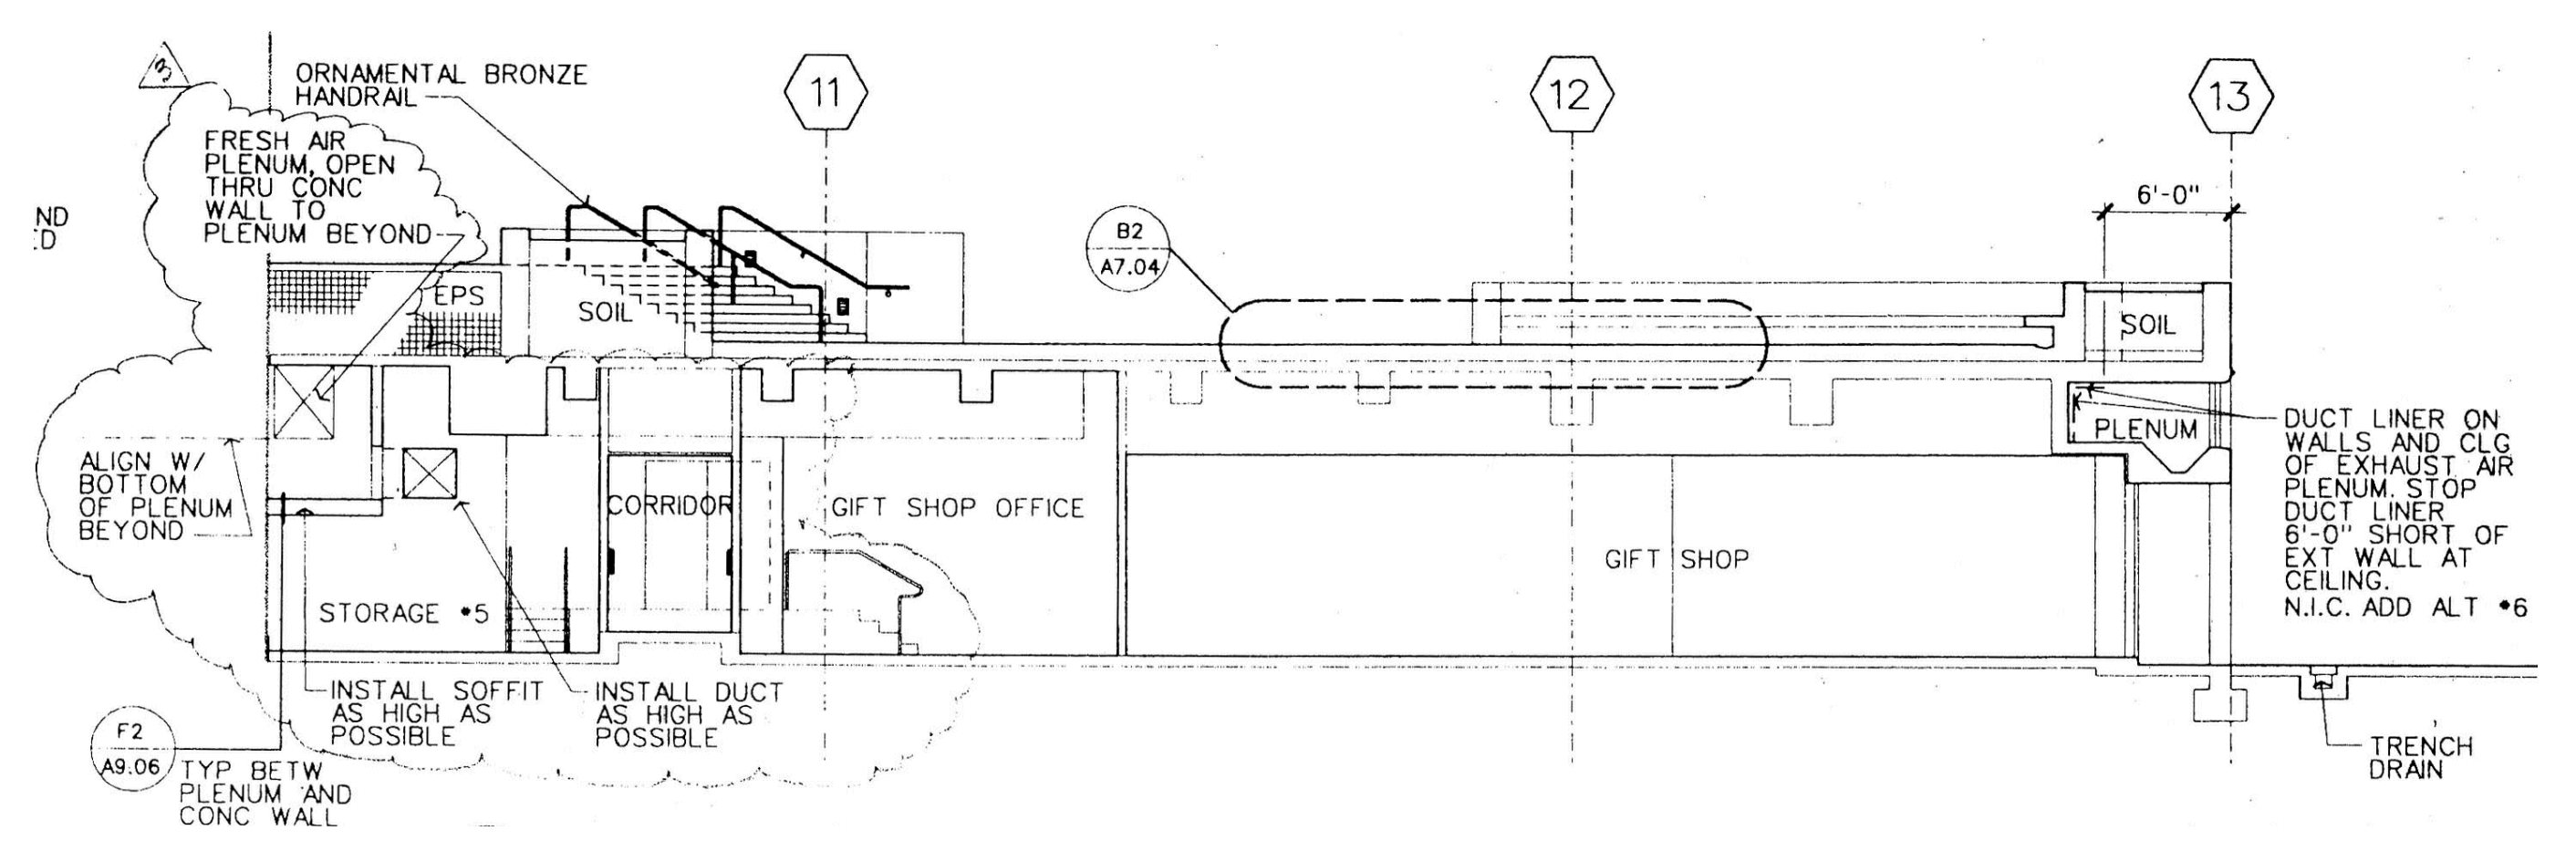 3
ORNAMENTAL BRONZE
HANDRAIL
11
12
13
FRESH AIR
PLENUM, OPEN
THRU CONC
WALL TO
PLENUM BEYOND
ND
:D
6'-0"
B2
A7.04
EPS
SOIL
SOIL
PLENUM
DUCT LINER ON
WALLS AND CLG
OF EXHAUST AIR
PLENUM. STOP
DUCT LINER
6'-0" SHORT OF
EXT WALL AT
CEILING.
N.I.C. ADD ALT #6
ALIGN W/
BOTTOM
OF PLENUM
BEYOND
CORRIDOR
GIFT SHOP OFFICE
GIFT SHOP
STORAGE #5
INSTALL SOFFIT
AS HIGH AS
POSSIBLE
INSTALL DUCT
AS HIGH AS
POSSIBLE
F2
A9.06
TYP BETW
PLENUM AND
CONC WALL
TRENCH
DRAIN